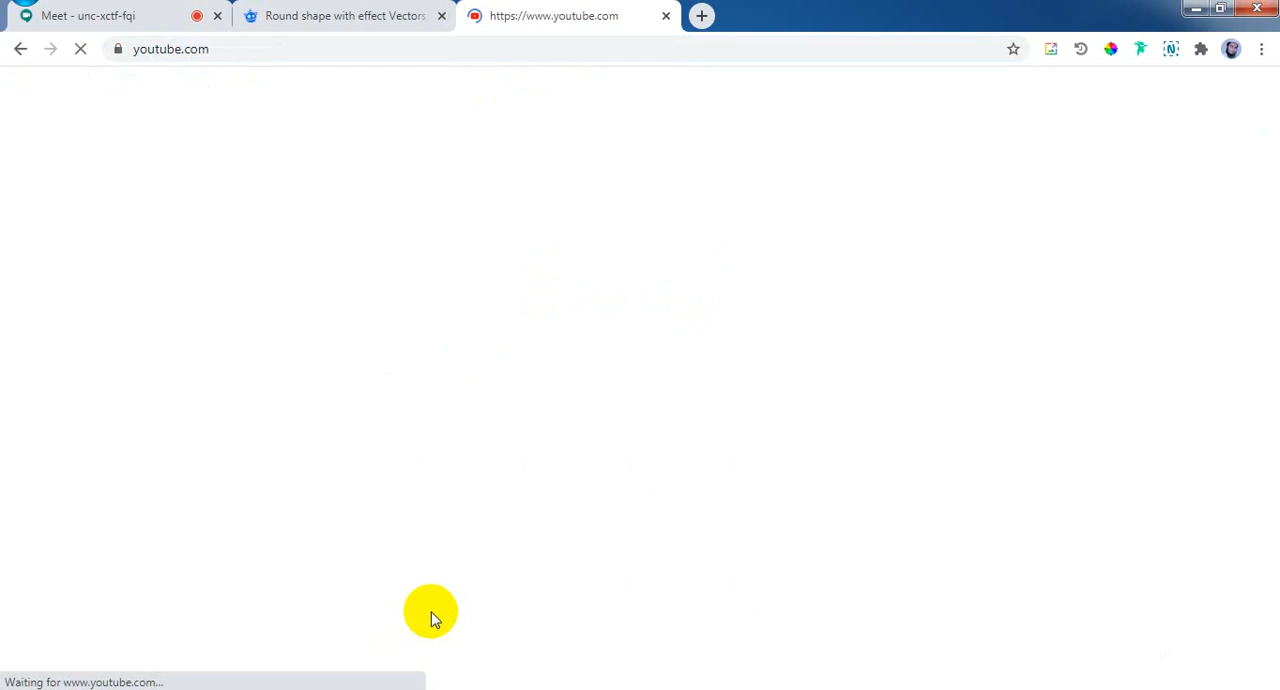 Meet - unc-xctf-fqi
Round shape with effect Vectors,
https://www.youtube.com
youtube.com
Waiting for www.youtube.com...